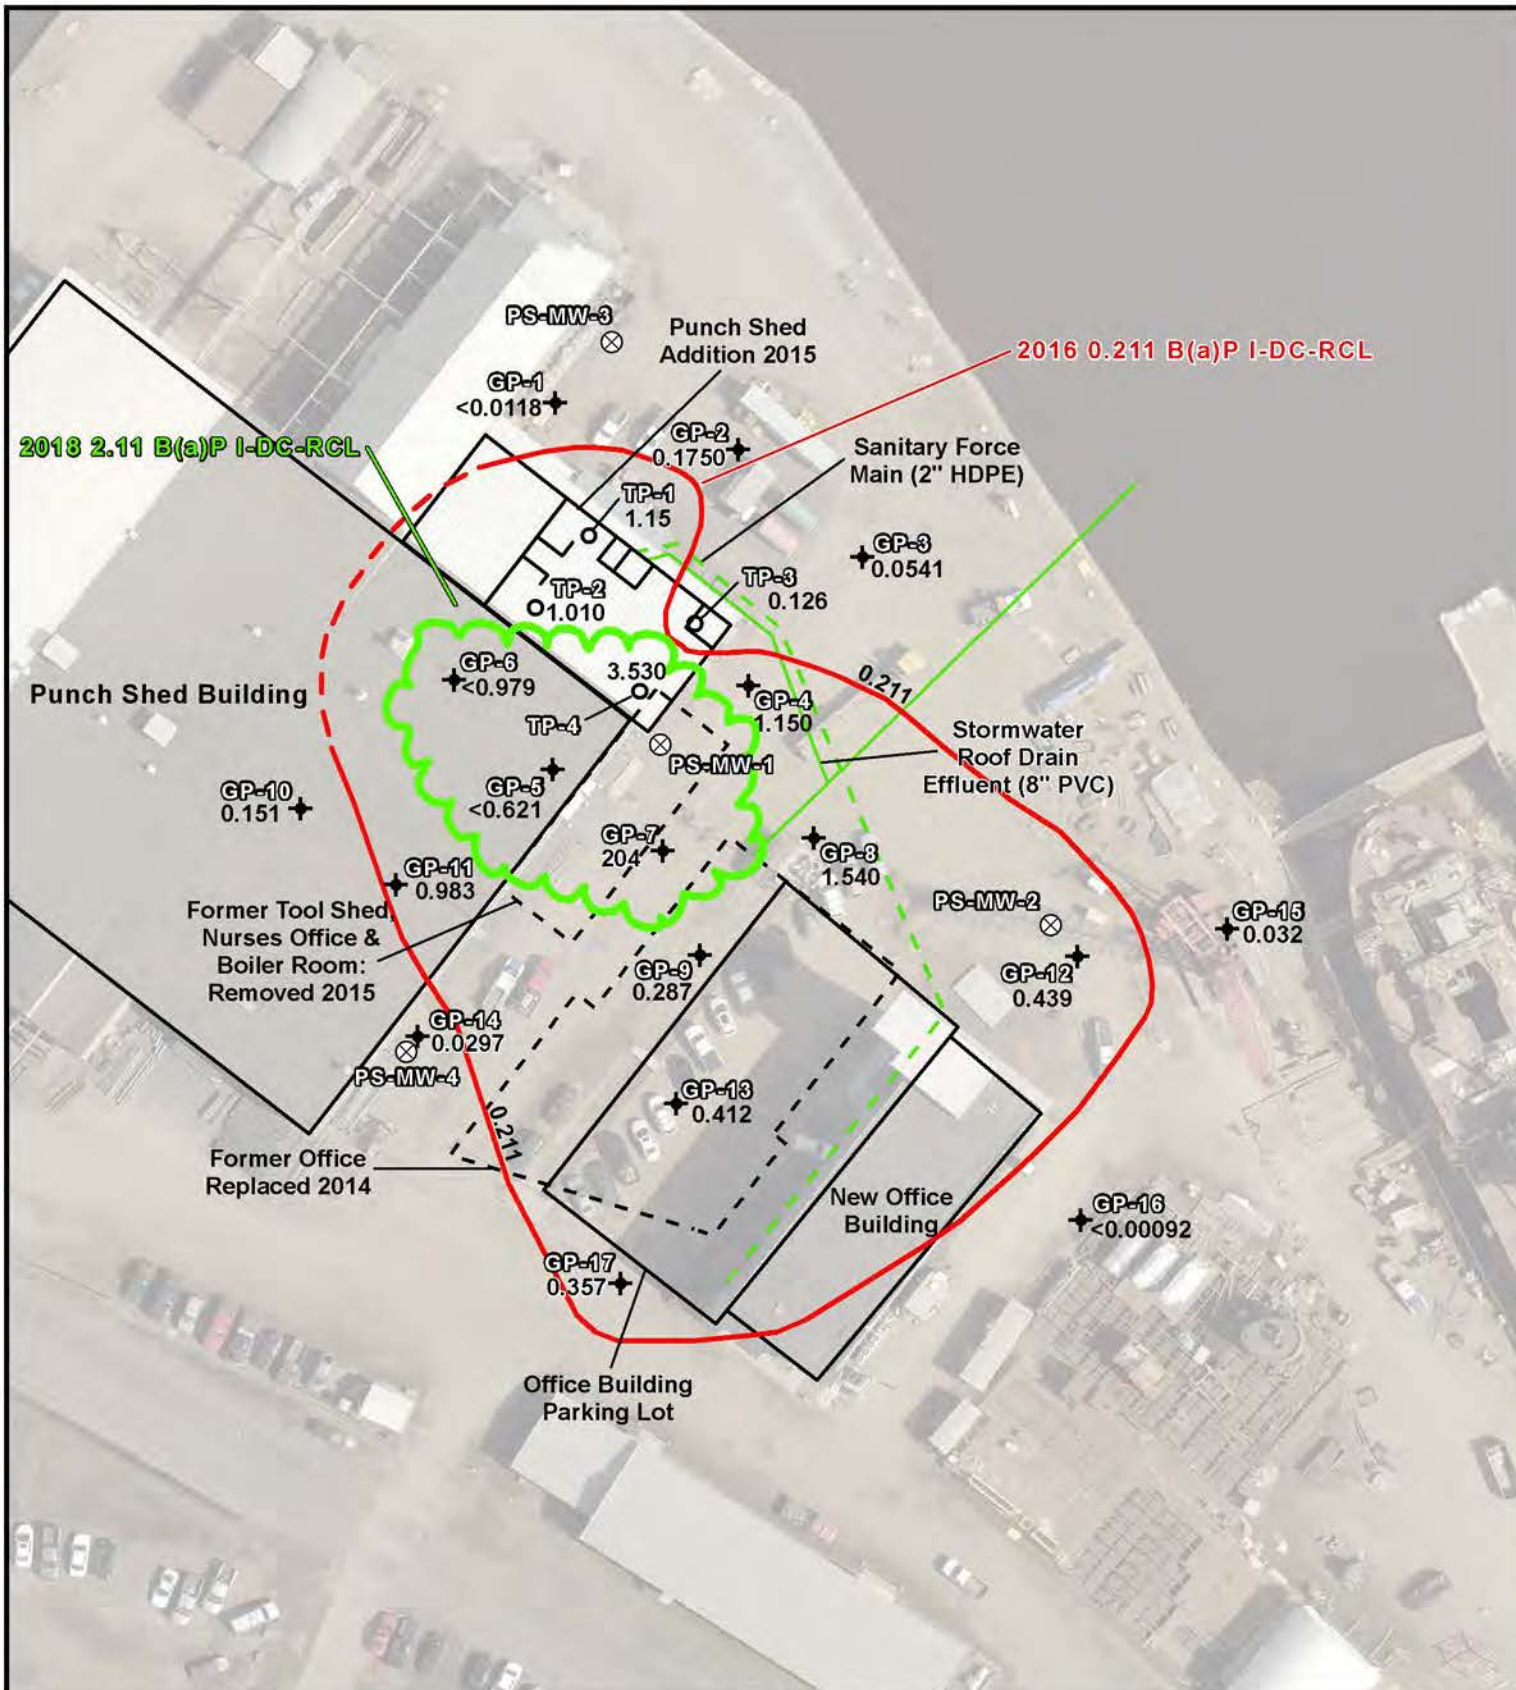 PS-MW-3
Punch Shed
Addition 2015
2016 0.211 B(a)P I-DC-RCL
GP-1
<0.0118
2018 2.11 B(a)P I-DC-RCL
GP-2
0.1750
Sanitary Force
Main (2" HDPE)
TP-1
1.15
GP-3
0.0541
TP-2
1.010
TP-3
0.126
GP-6
<0.979
3.530
TP-4
0.211
GP-4
1.150
Punch Shed Building
Stormwater
Roof Drain
Effluent (8" PVC)
PS-MW-1
GP-5
<0.621
GP-10
0.151
GP-7
204
GP-8
1.540
GP-11
0.983
Former Tool Shed,
Nurses Office &
Boiler Room:
Removed 2015
PS-MW-2
GP-15
0.032
GP-9
0.287
GP-12
0.439
GP-14
0.0297
PS-MW-4
GP-13
0.412
0.211
Former Office
Replaced 2014
New Office
Building
GP-16
<0.00092
GP-17
0.357
Office Building
Parking Lot